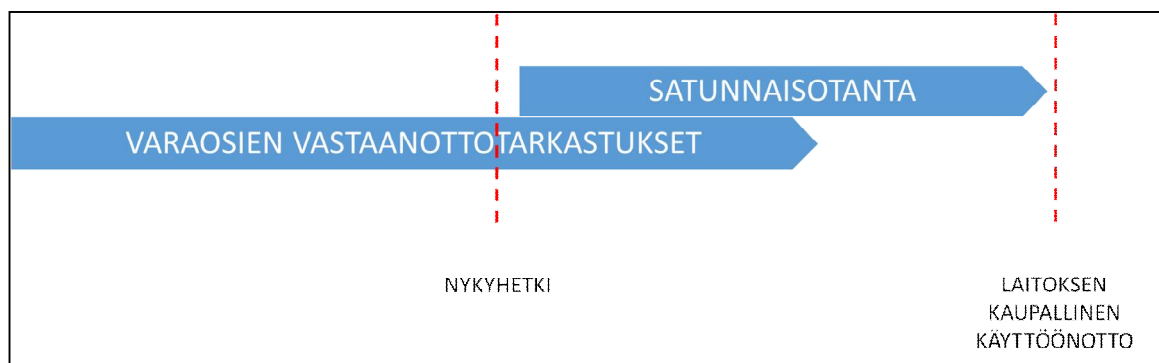 SATUNNAISOTANTA
VARAOSIEN VASTAANOTTOTARKASTUKSET
NYKYHETKI
LAITOKSEN
KAUPALLINEN
KÄYTTÖÖNOTTO